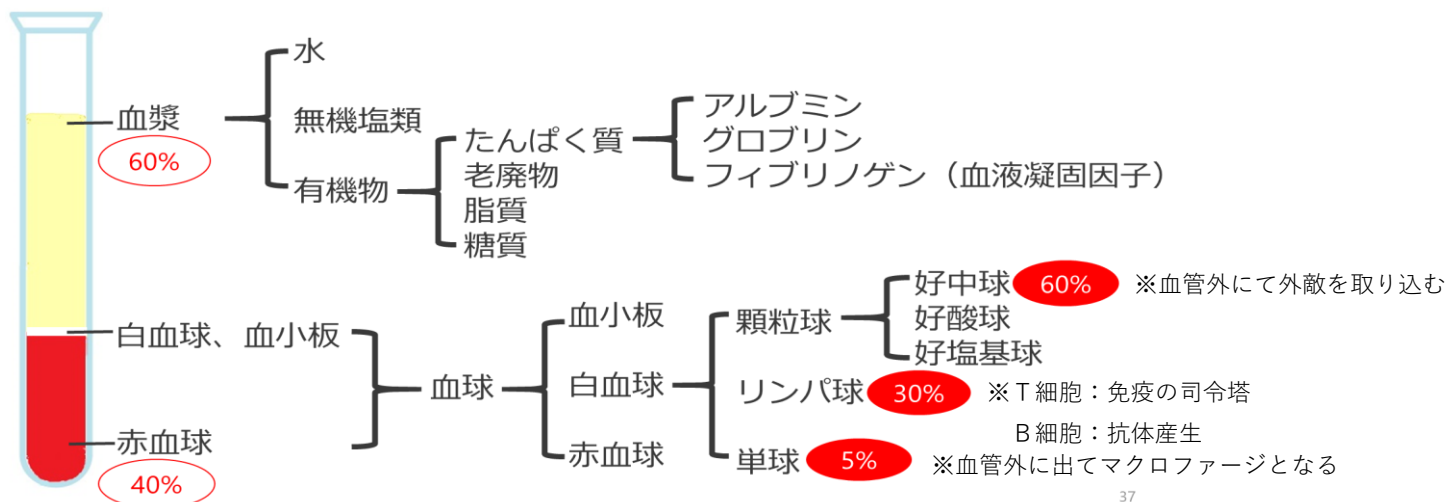 水
血漿
60%
無機塩類
有機物
たんぱく質
老廃物
脂質
糖質
アルブミン
グロブリン
フィブリノゲン（血液凝固因子）
白血球、血小板
赤血球
40%
血球
血小板
白血球
赤血球
顆粒球
好中球 60% ※血管外にて外敵を取り込む
好酸球
好塩基球
リンパ球 30% ※Ｔ細胞：免疫の司令塔
Ｂ細胞：抗体産生
単球 5% ※血管外に出てマクロファージとなる
37